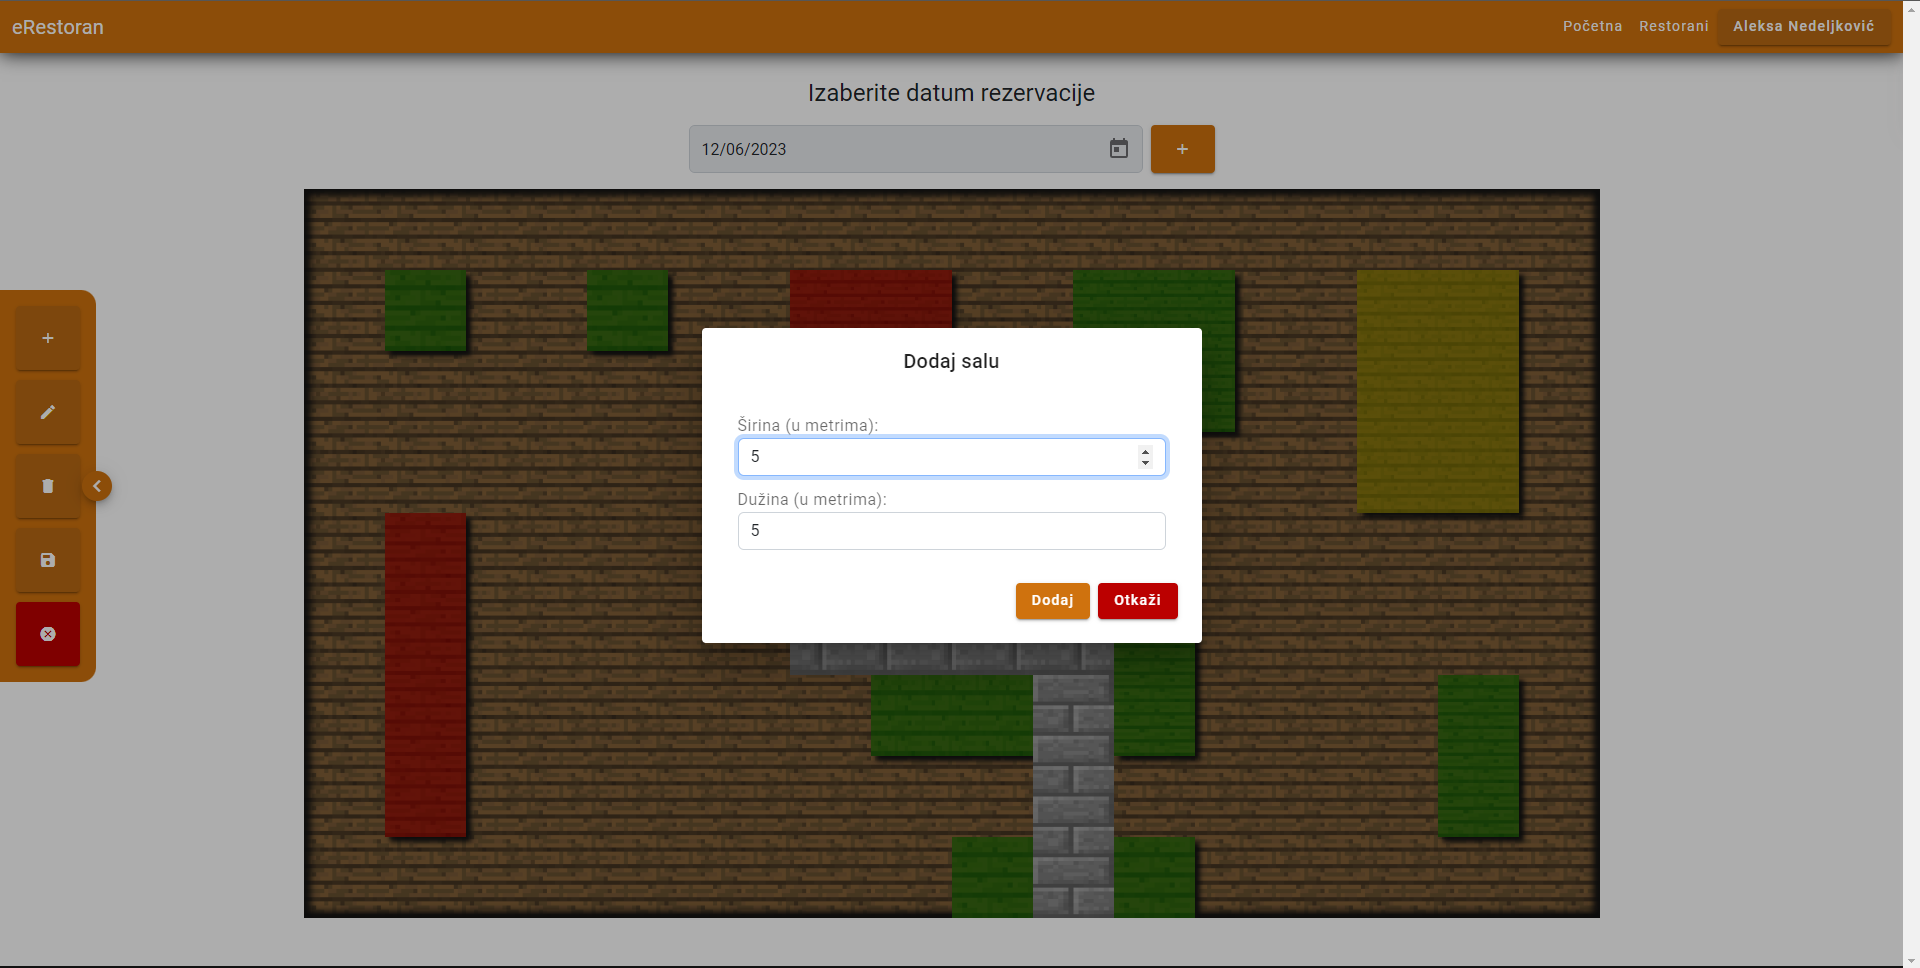 eRestoran
Početna Restorani Aleksa Nedeljković
Izaberite datum rezervacije
12/06/2023
+
+
Dodaj salu
Širina (u metrima):
5
Dužina (u metrima):
5
Dodaj Otkaži